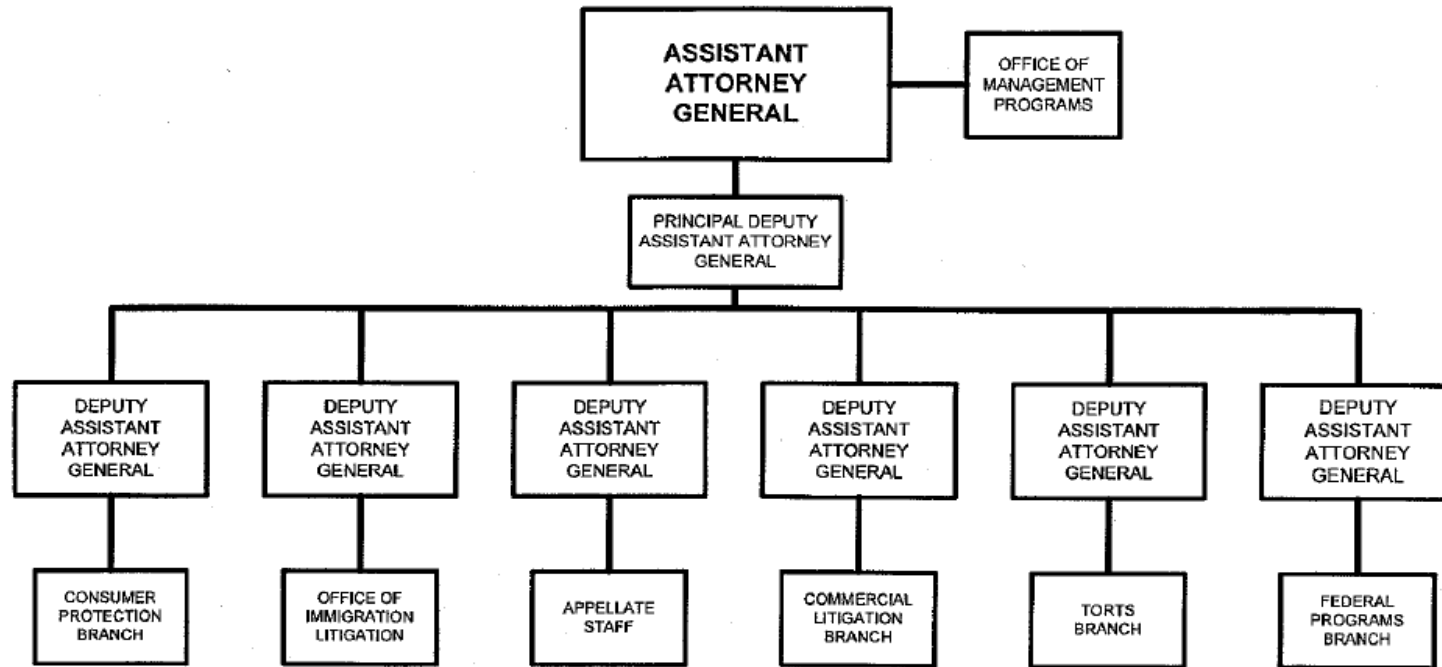 ASSISTANT
ATTORNEY
GENERAL
OFFICE OF
MANAGEMENT
PROGRAMS
PRINCIPAL DEPUTY
ASSISTANT ATTORNEY
GENERAL
DEPUTY
ASSISTANT
ATTORNEY
GENERAL
DEPUTY
ASSISTANT
ATTORNEY
GENERAL
DEPUTY
ASSISTANT
ATTORNEY
GENERAL
DEPUTY
ASSISTANT
ATTORNEY
GENERAL
DEPUTY
ASSISTANT
ATTORNEY
GENERAL
DEPUTY
ASSISTANT
ATTORNEY
GENERAL
CONSUMER
PROTECTION
BRANCH
OFFICE OF
IMMIGRATION
LITIGATION
APPELLATE
STAFF
COMMERCIAL
LITIGATION
BRANCH
TORTS
BRANCH
FEDERAL
PROGRAMS
BRANCH